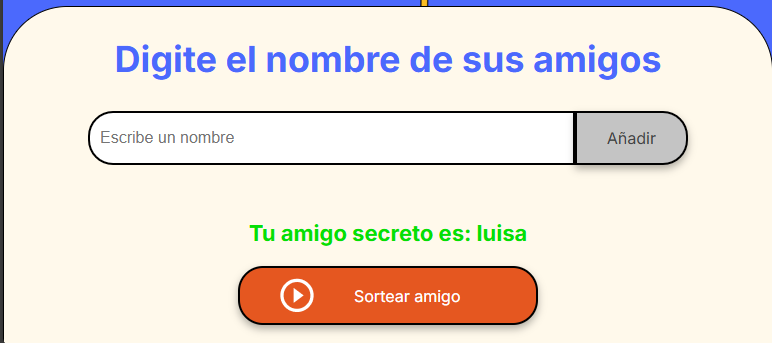 Digite el nombre de sus amigos
Escribe un nombre
Añadir
Tu amigo secreto es: luisa
Sortear amigo